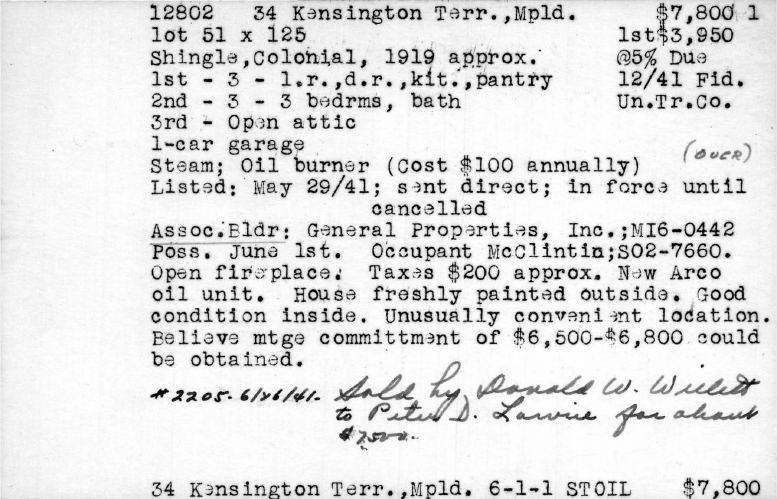 12802   34 Kensington Terr.,Mpld.   $7,800 1
lot 51 x 125   1st$3,950
Shingle,Colonial, 1919 approx.   @5% Due
1st - 3 - l.r.,d.r.,kit.,pantry   12/41 Fid.
2nd - 3 - 3 bedrms, bath   Un.Tr.Co.
3rd - Open attic
1-car garage
(OVER)
Steam; Oil burner (Cost $100 annually)
Listed: May 29/41; sent direct; in force until
cancelled
Assoc.Bldr: General Properties, Inc.;MI6-0442
Poss. June 1st.  Occupant McClintin;SO2-7660.
Open fireplace.  Taxes $200 approx. New Arco
oil unit.  House freshly painted outside. Good
condition inside. Unusually convenient location.
Believe mtge committment of $6,500-$6,800 could
be obtained.
#2205-6/26/41. Sold by Donald W. Willett
to Peter D. Lawrie for about
$7500.
34 Kensington Terr.,Mpld. 6-1-1 STOIL   $7,800